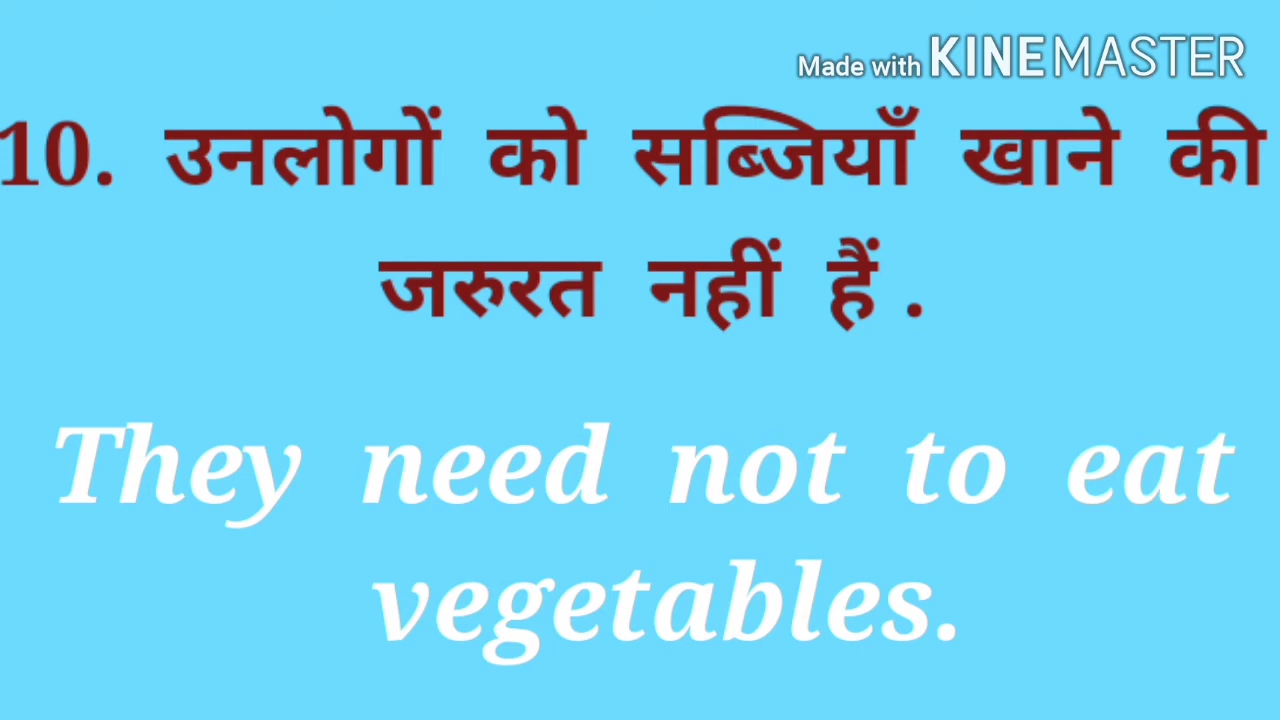 Made with KINEMASTER
10. उनलोगों को सब्जियाँ खाने की
जरुरत नहीं हैं .
They need not to eat
vegetables.